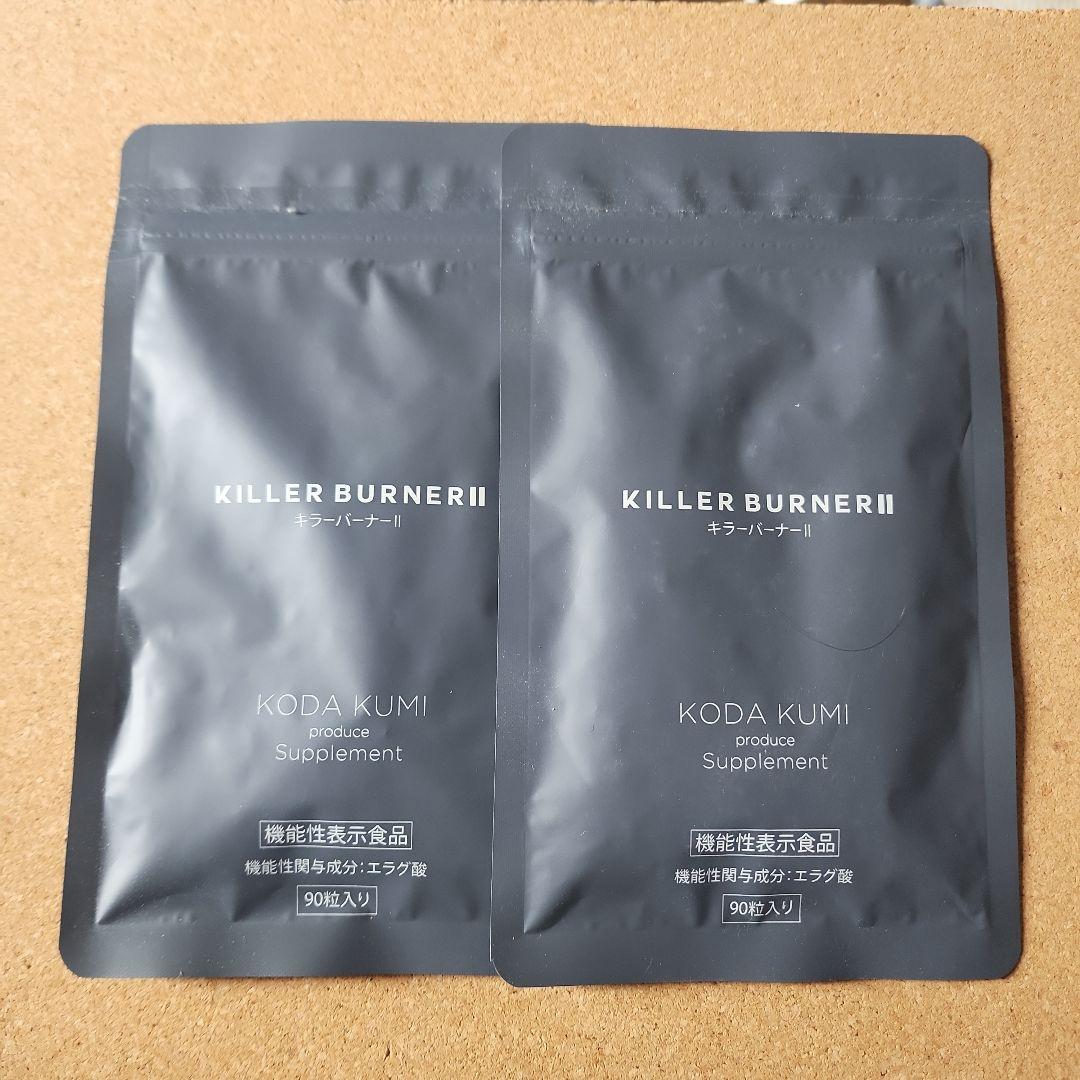 KILLER BURNERII
キラーバーナーII
KODA KUMI
produce
Supplement
機能性表示食品
機能性関与成分：エラグ酸
90粒入り
KILLER BURNERII
キラーバーナーII
KODA KUMI
produce
Supplement
機能性表示食品
機能性関与成分：エラグ酸
90粒入り